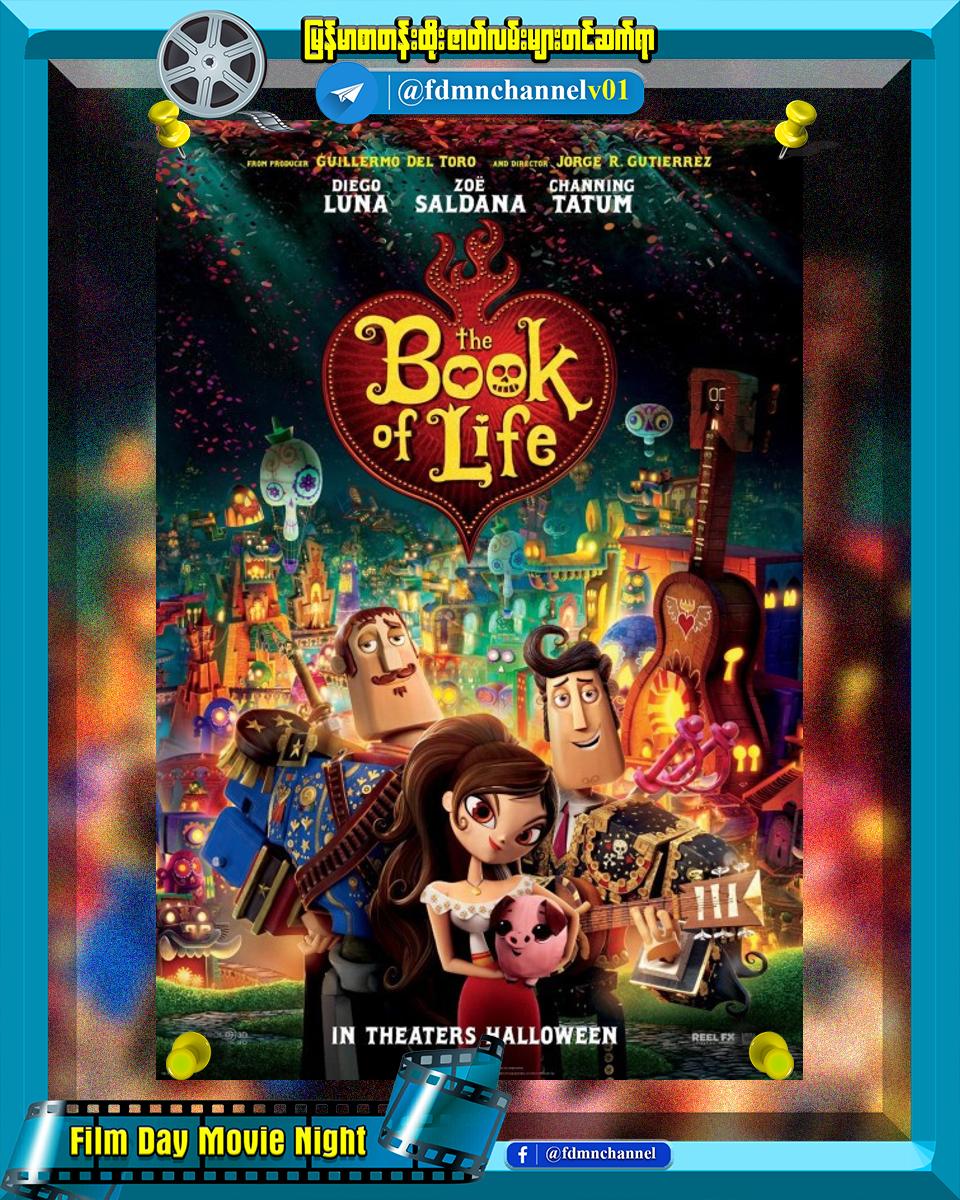 မြန်မာစာတန်းထိုးဇာတ်လမ်းများတင်ဆက်ရာ
@fdmnchannelv01
FROM PRODUCER GUILLERMO DEL TORO AND DIRECTOR JORGE R. GUTIERREZ
DIEGO LUNA ZOË SALDANA CHANNING TATUM
the
Book
of Life
IN THEATERS HALLOWEEN
REEL FX
Film Day Movie Night
f @fdmnchannel